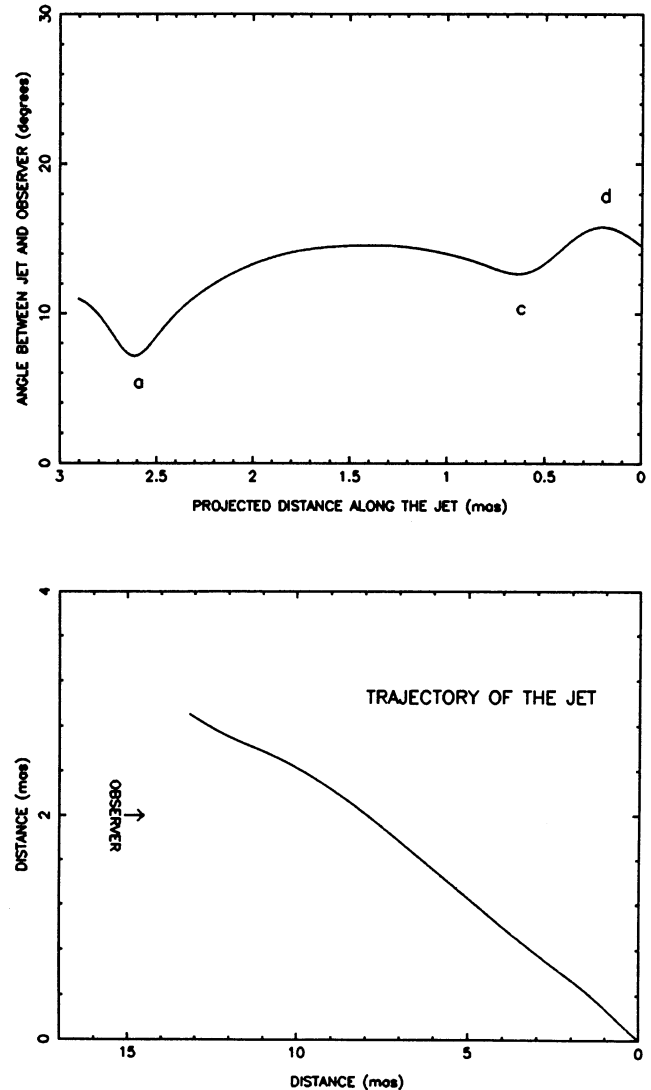 30
20
10
0
ANGLE BETWEEN JET AND OBSERVER (degrees)
d
c
a
3 2.5 2 1.5 1 0.5 0
PROJECTED DISTANCE ALONG THE JET (mas)
4
2
0
DISTANCE (mas)
TRAJECTORY OF THE JET
OBSERVER
15 10 5 0
DISTANCE (mas)